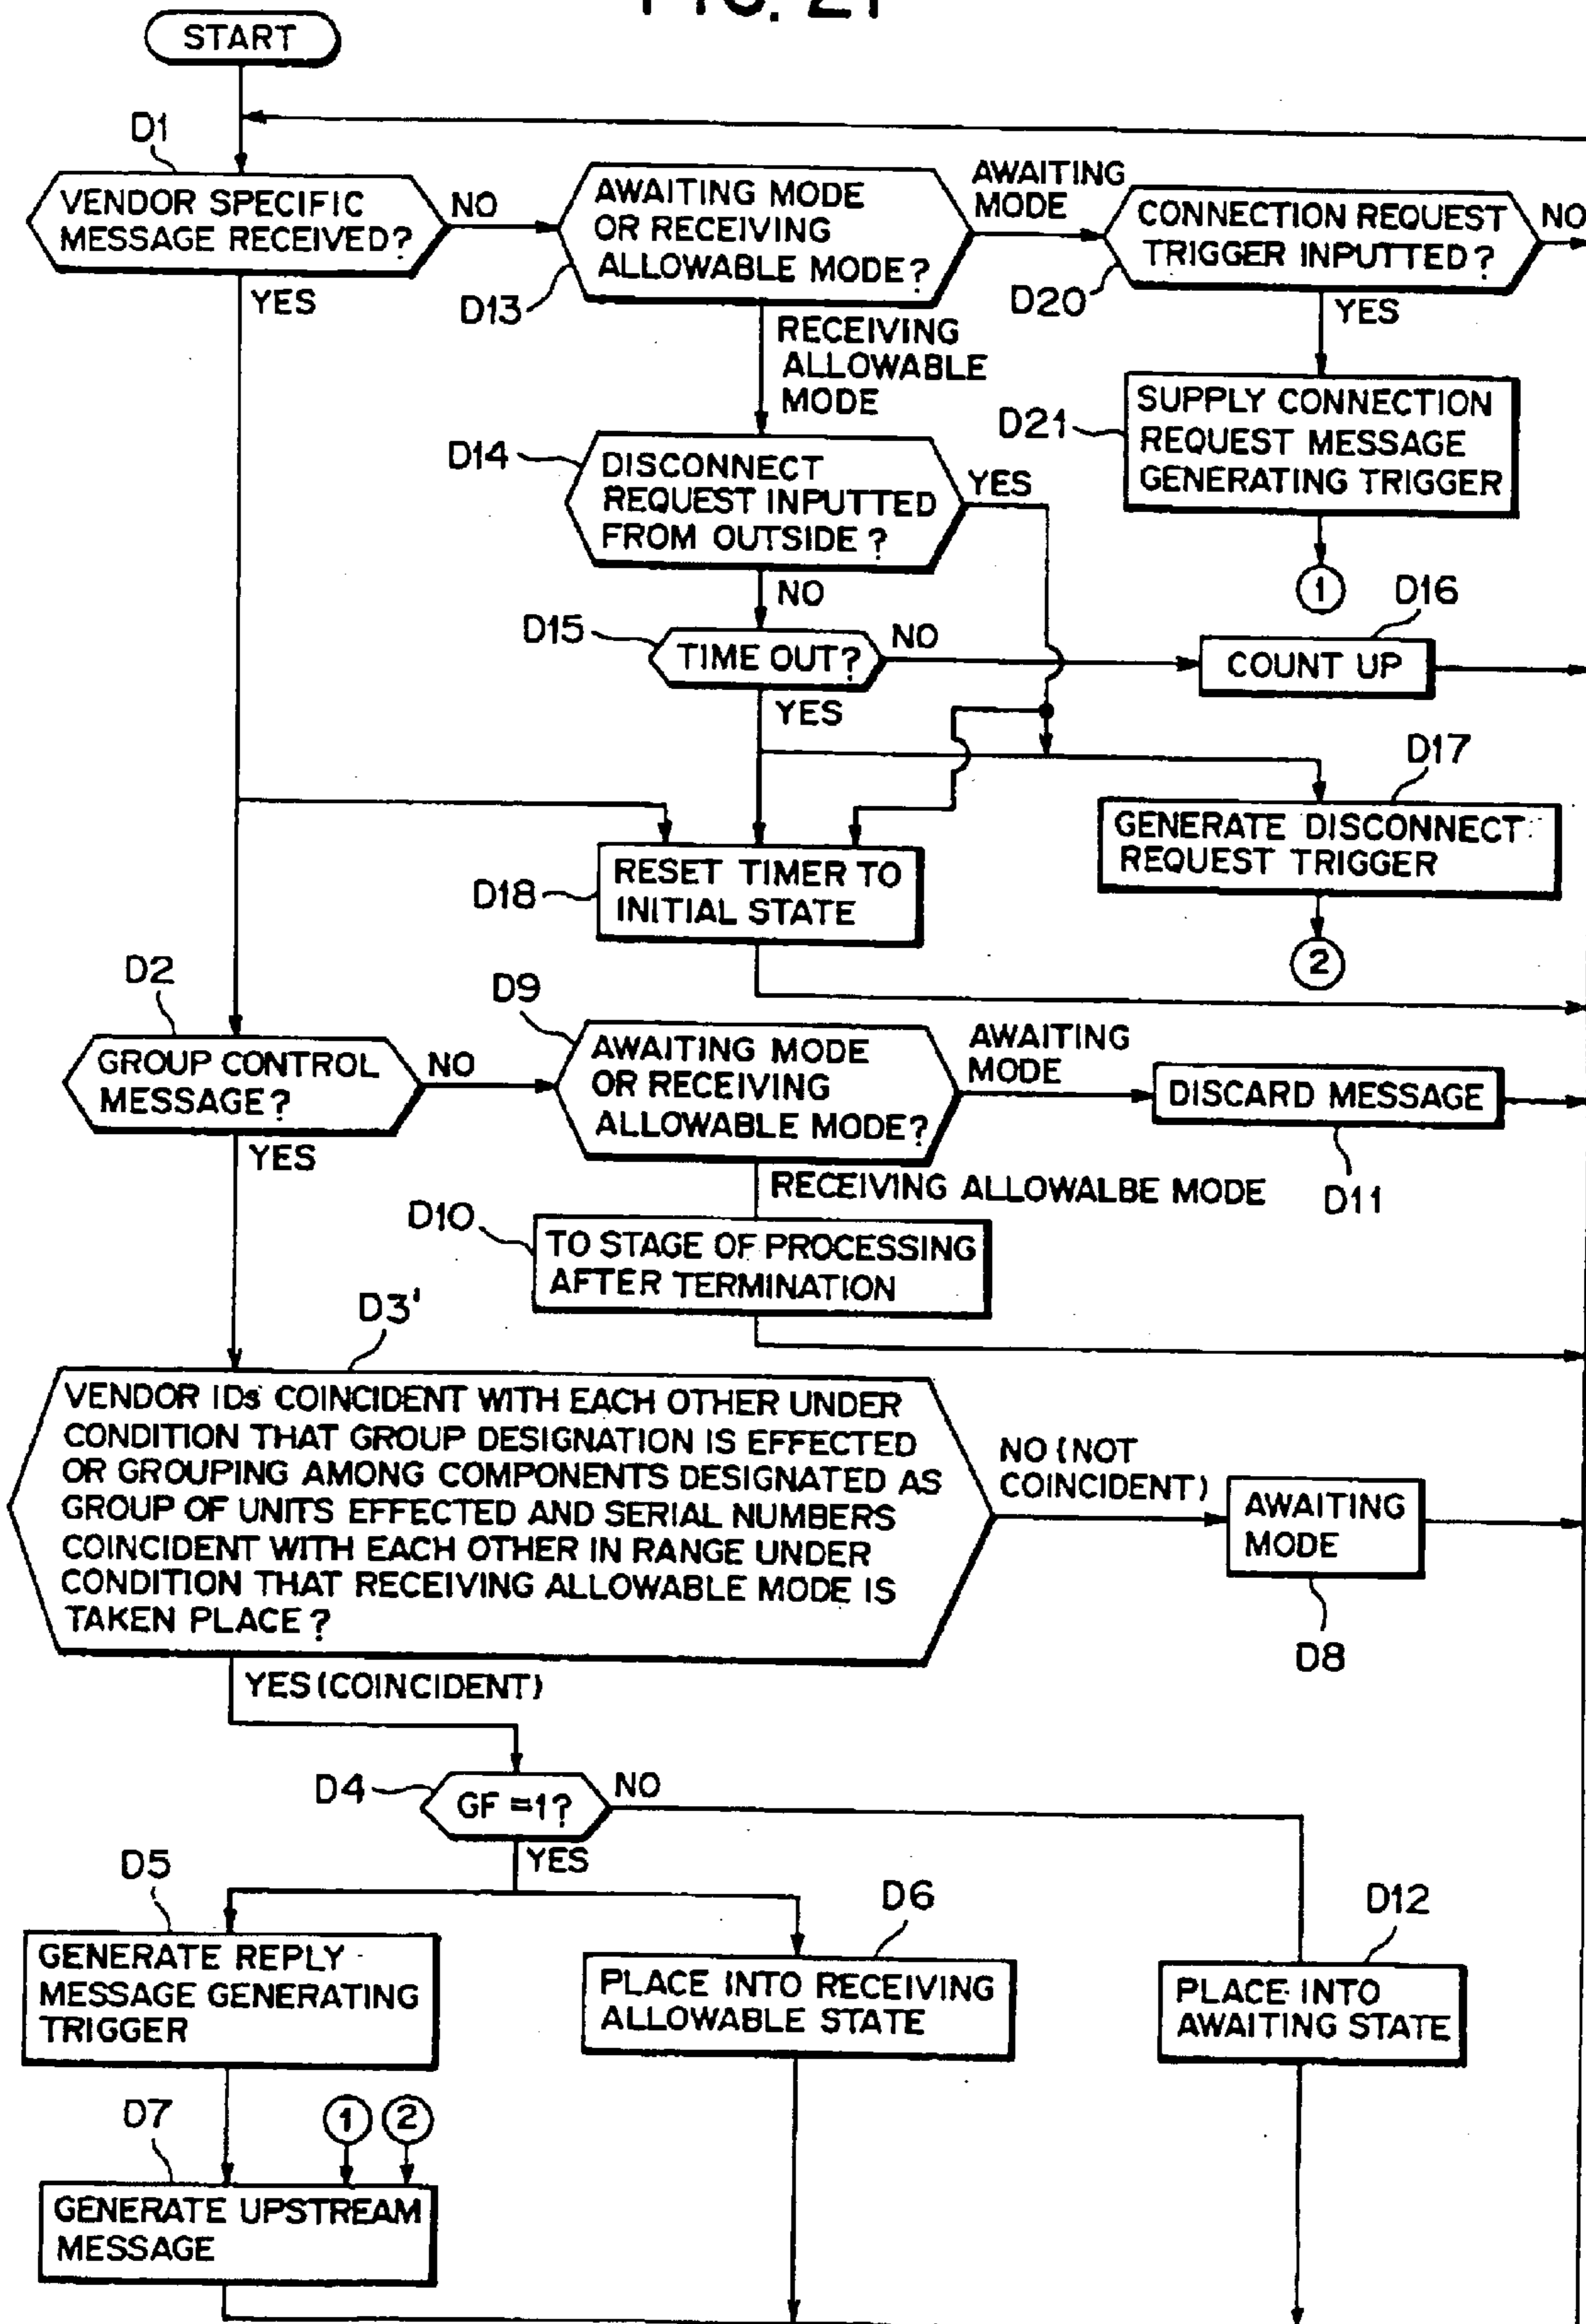 FIG. 21
START
D1
VENDOR SPECIFIC
MESSAGE RECEIVED?
NO
YES
AWAITING MODE
OR RECEIVING
ALLOWABLE MODE?
D13
AWAITING
MODE
RECEIVING
ALLOWABLE
MODE
CONNECTION REQUEST
TRIGGER INPUTTED?
D20
NO
YES
D21
SUPPLY CONNECTION
REQUEST MESSAGE
GENERATING TRIGGER
1
D14
DISCONNECT
REQUEST INPUTTED
FROM OUTSIDE?
YES
NO
D15
TIME OUT?
NO
YES
D16
COUNT UP
D17
GENERATE DISCONNECT
REQUEST TRIGGER
2
D18
RESET TIMER TO
INITIAL STATE
D2
GROUP CONTROL
MESSAGE?
NO
YES
D9
AWAITING MODE
OR RECEIVING
ALLOWABLE MODE?
AWAITING
MODE
DISCARD MESSAGE
D11
RECEIVING ALLOWALBE MODE
D10
TO STAGE OF PROCESSING
AFTER TERMINATION
D3'
VENDOR IDs COINCIDENT WITH EACH OTHER UNDER
CONDITION THAT GROUP DESIGNATION IS EFFECTED
OR GROUPING AMONG COMPONENTS DESIGNATED AS
GROUP OF UNITS EFFECTED AND SERIAL NUMBERS
COINCIDENT WITH EACH OTHER IN RANGE UNDER
CONDITION THAT RECEIVING ALLOWABLE MODE IS
TAKEN PLACE?
NO (NOT
COINCIDENT)
AWAITING
MODE
D8
YES (COINCIDENT)
D4
GF=1?
NO
YES
D5
GENERATE REPLY
MESSAGE GENERATING
TRIGGER
D6
PLACE INTO RECEIVING
ALLOWABLE STATE
D12
PLACE INTO
AWAITING STATE
D7
1
2
GENERATE UPSTREAM
MESSAGE